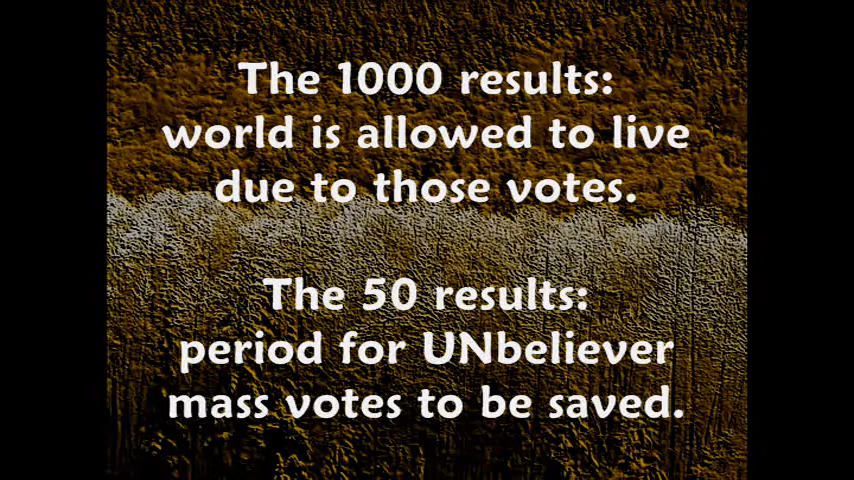 The 1000 results:
world is allowed to live
due to those votes.
The 50 results:
period for UNbeliever
mass votes to be saved.